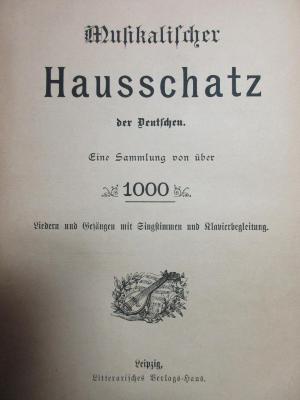 Musikalischer
Hausschatz
der Deutschen.
Eine Sammlung von über
1000
Liedern und Gesängen mit Singstimmen und Klavierbegleitung.
Leipzig,
Litterarisches Verlags-Haus.